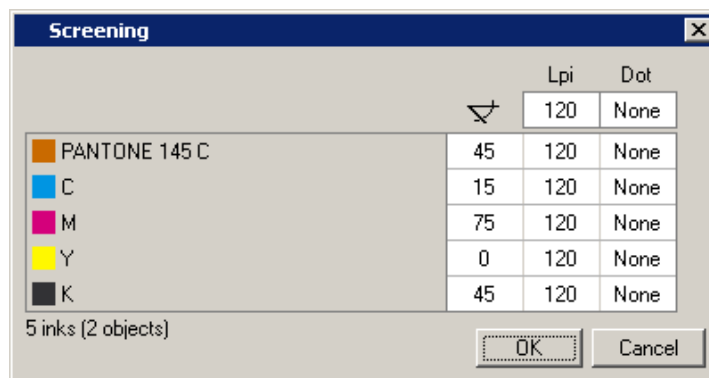 Screening
Lpi Dot
120 None
PANTONE 145 C 45 120 None
C 15 120 None
M 75 120 None
Y 0 120 None
K 45 120 None
5 inks (2 objects)
OK Cancel